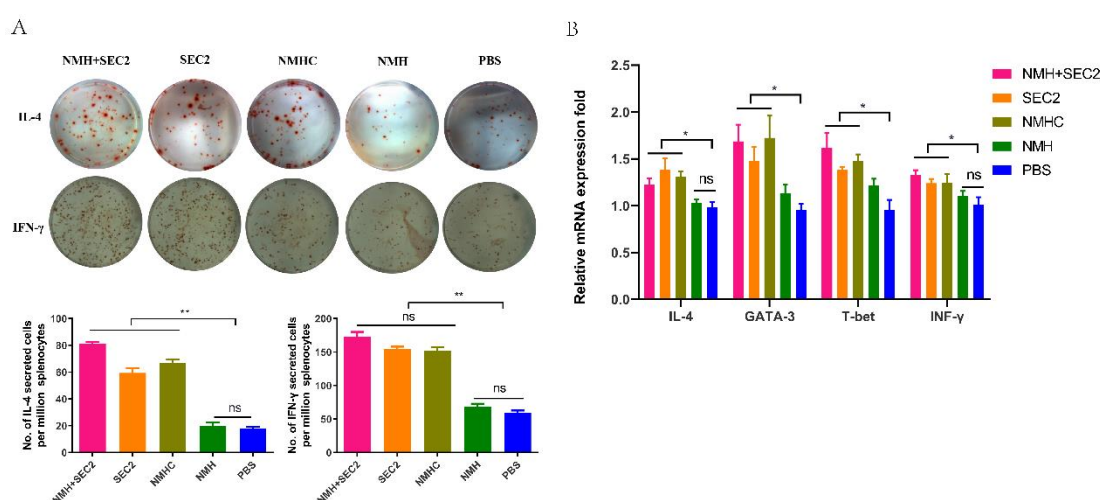 A
NMH+SEC2 SEC2 NMHC NMH PBS
IL-4
IFN-γ
No. of IL-4 secreted cells
per million splenocytes
100
80
60
40
20
0
**
ns
NMH+SEC2 SEC2 NMHC NMH PBS
No. of IFN-γ secreted cells
per million splenocytes
200
150
100
50
0
**
ns
ns
NMH+SEC2 SEC2 NMHC NMH PBS
B
Relative mRNA expression fold
2.5
2.0
1.5
1.0
0.5
0.0
*
ns
*
*
*
ns
IL-4 GATA-3 T-bet INF-γ
NMH+SEC2
SEC2
NMHC
NMH
PBS